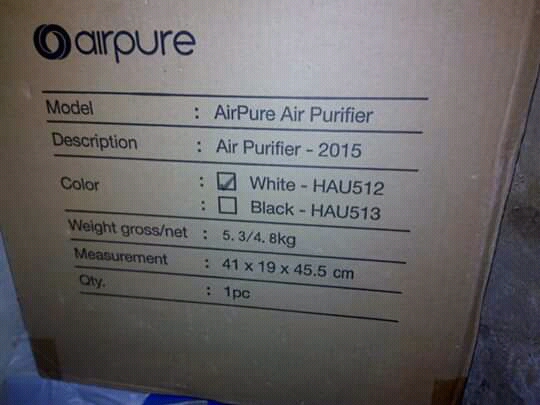 airpure
Model : AirPure Air Purifier
Description : Air Purifier - 2015
Color : White - HAU512
: Black - HAU513
Weight gross/net : 5.3/4.8kg
Measurement : 41 x 19 x 45.5 cm
Qty. : 1pc